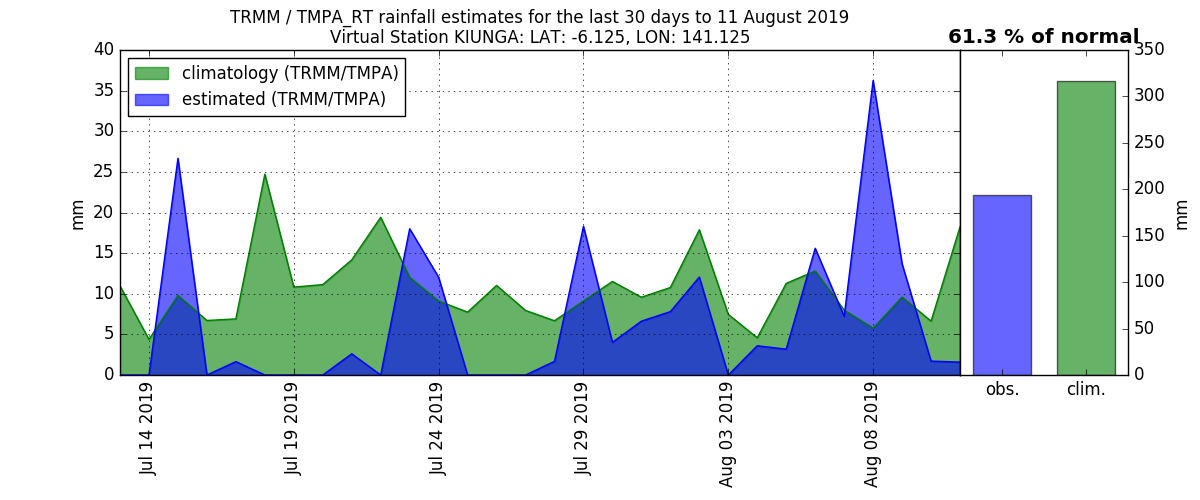 TRMM / TMPA_RT rainfall estimates for the last 30 days to 11 August 2019
Virtual Station KIUNGA: LAT: -6.125, LON: 141.125
61.3 % of normal
climatology (TRMM/TMPA)
estimated (TRMM/TMPA)
mm
40
35
30
25
20
15
10
5
0
Jul 14 2019
Jul 19 2019
Jul 24 2019
Jul 29 2019
Aug 03 2019
Aug 08 2019
obs.
clim.
350
300
250
200
150
100
50
0
mm